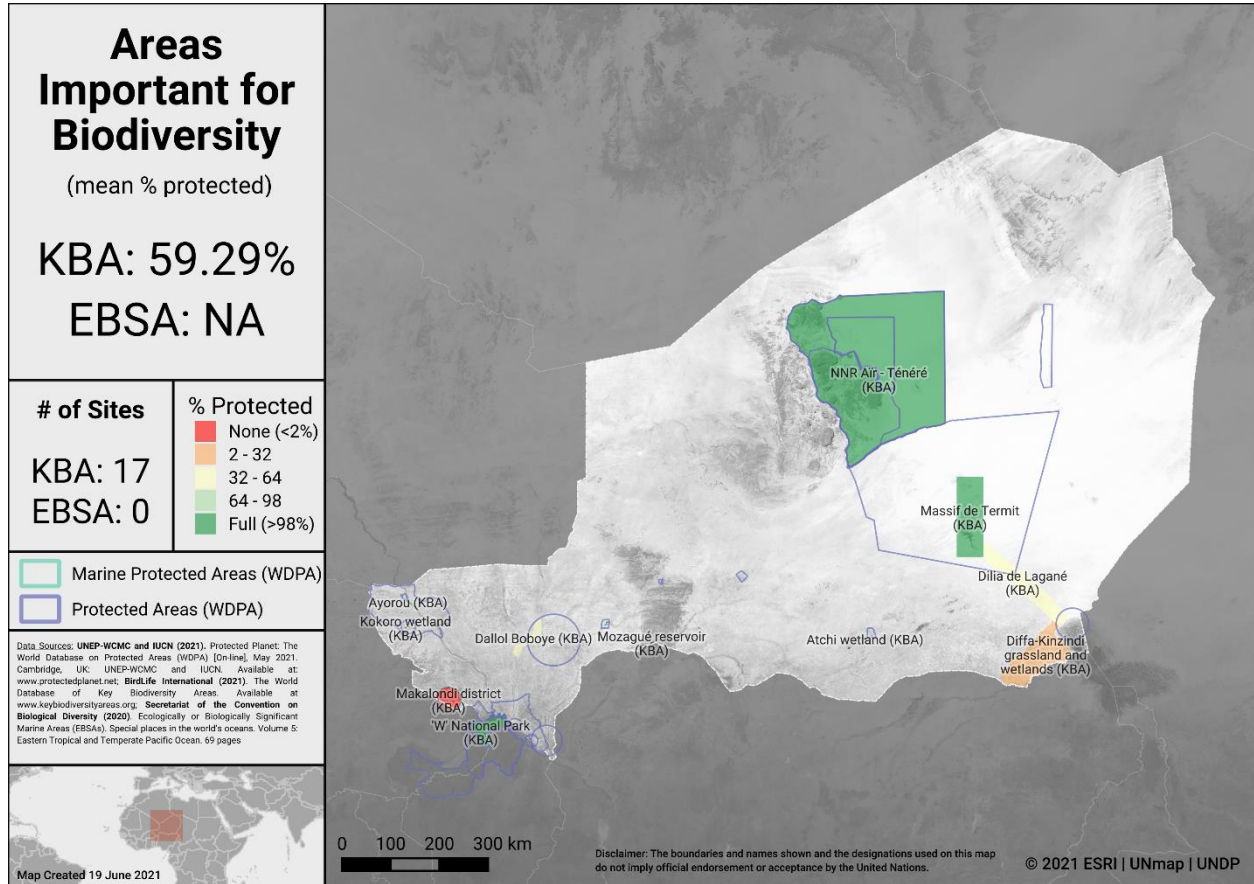 Areas
Important for
Biodiversity
(mean % protected)
KBA: 59.29%
EBSA: NA
# of Sites
KBA: 17
EBSA: 0
% Protected
None (<2%)
2 - 32
32 - 64
64 - 98
Full (>98%)
Marine Protected Areas (WDPA)
Protected Areas (WDPA)
Data Sources: UNEP-WCMC and IUCN (2021). Protected Planet: The
World Database on Protected Areas (WDPA) [On-line], May 2021.
Cambridge, UK: UNEP-WCMC and IUCN. Available at
www.protectedplanet.net; BirdLife International (2021). The World
Database of Key Biodiversity Areas. Available at
www.keybiodiversityareas.org; Secretariat of the Convention on
Biological Diversity (2020). Ecologically or Biologically Significant
Marine Areas (EBSAs). Special places in the world's oceans. Volume 5:
Eastern Tropical and Temperate Pacific Ocean. 69 pages
Map Created 19 June 2021
NNR Aïr - Ténéré
(KBA)
Massif de Termit
(KBA)
Dilia de Lagané
(KBA)
Ayorou (KBA)
Kokoro wetland
(KBA)
Dallol Boboye (KBA)
Mozagué reservoir
(KBA)
Atchi wetland (KBA)
Diffa-Kinzindi
grassland and
wetlands (KBA)
Makalondi district
(KBA)
'W' National Park
(KBA)
0 100 200 300 km
Disclaimer: The boundaries and names shown and the designations used on this map
do not imply official endorsement or acceptance by the United Nations.
© 2021 ESRI | UNmap | UNDP